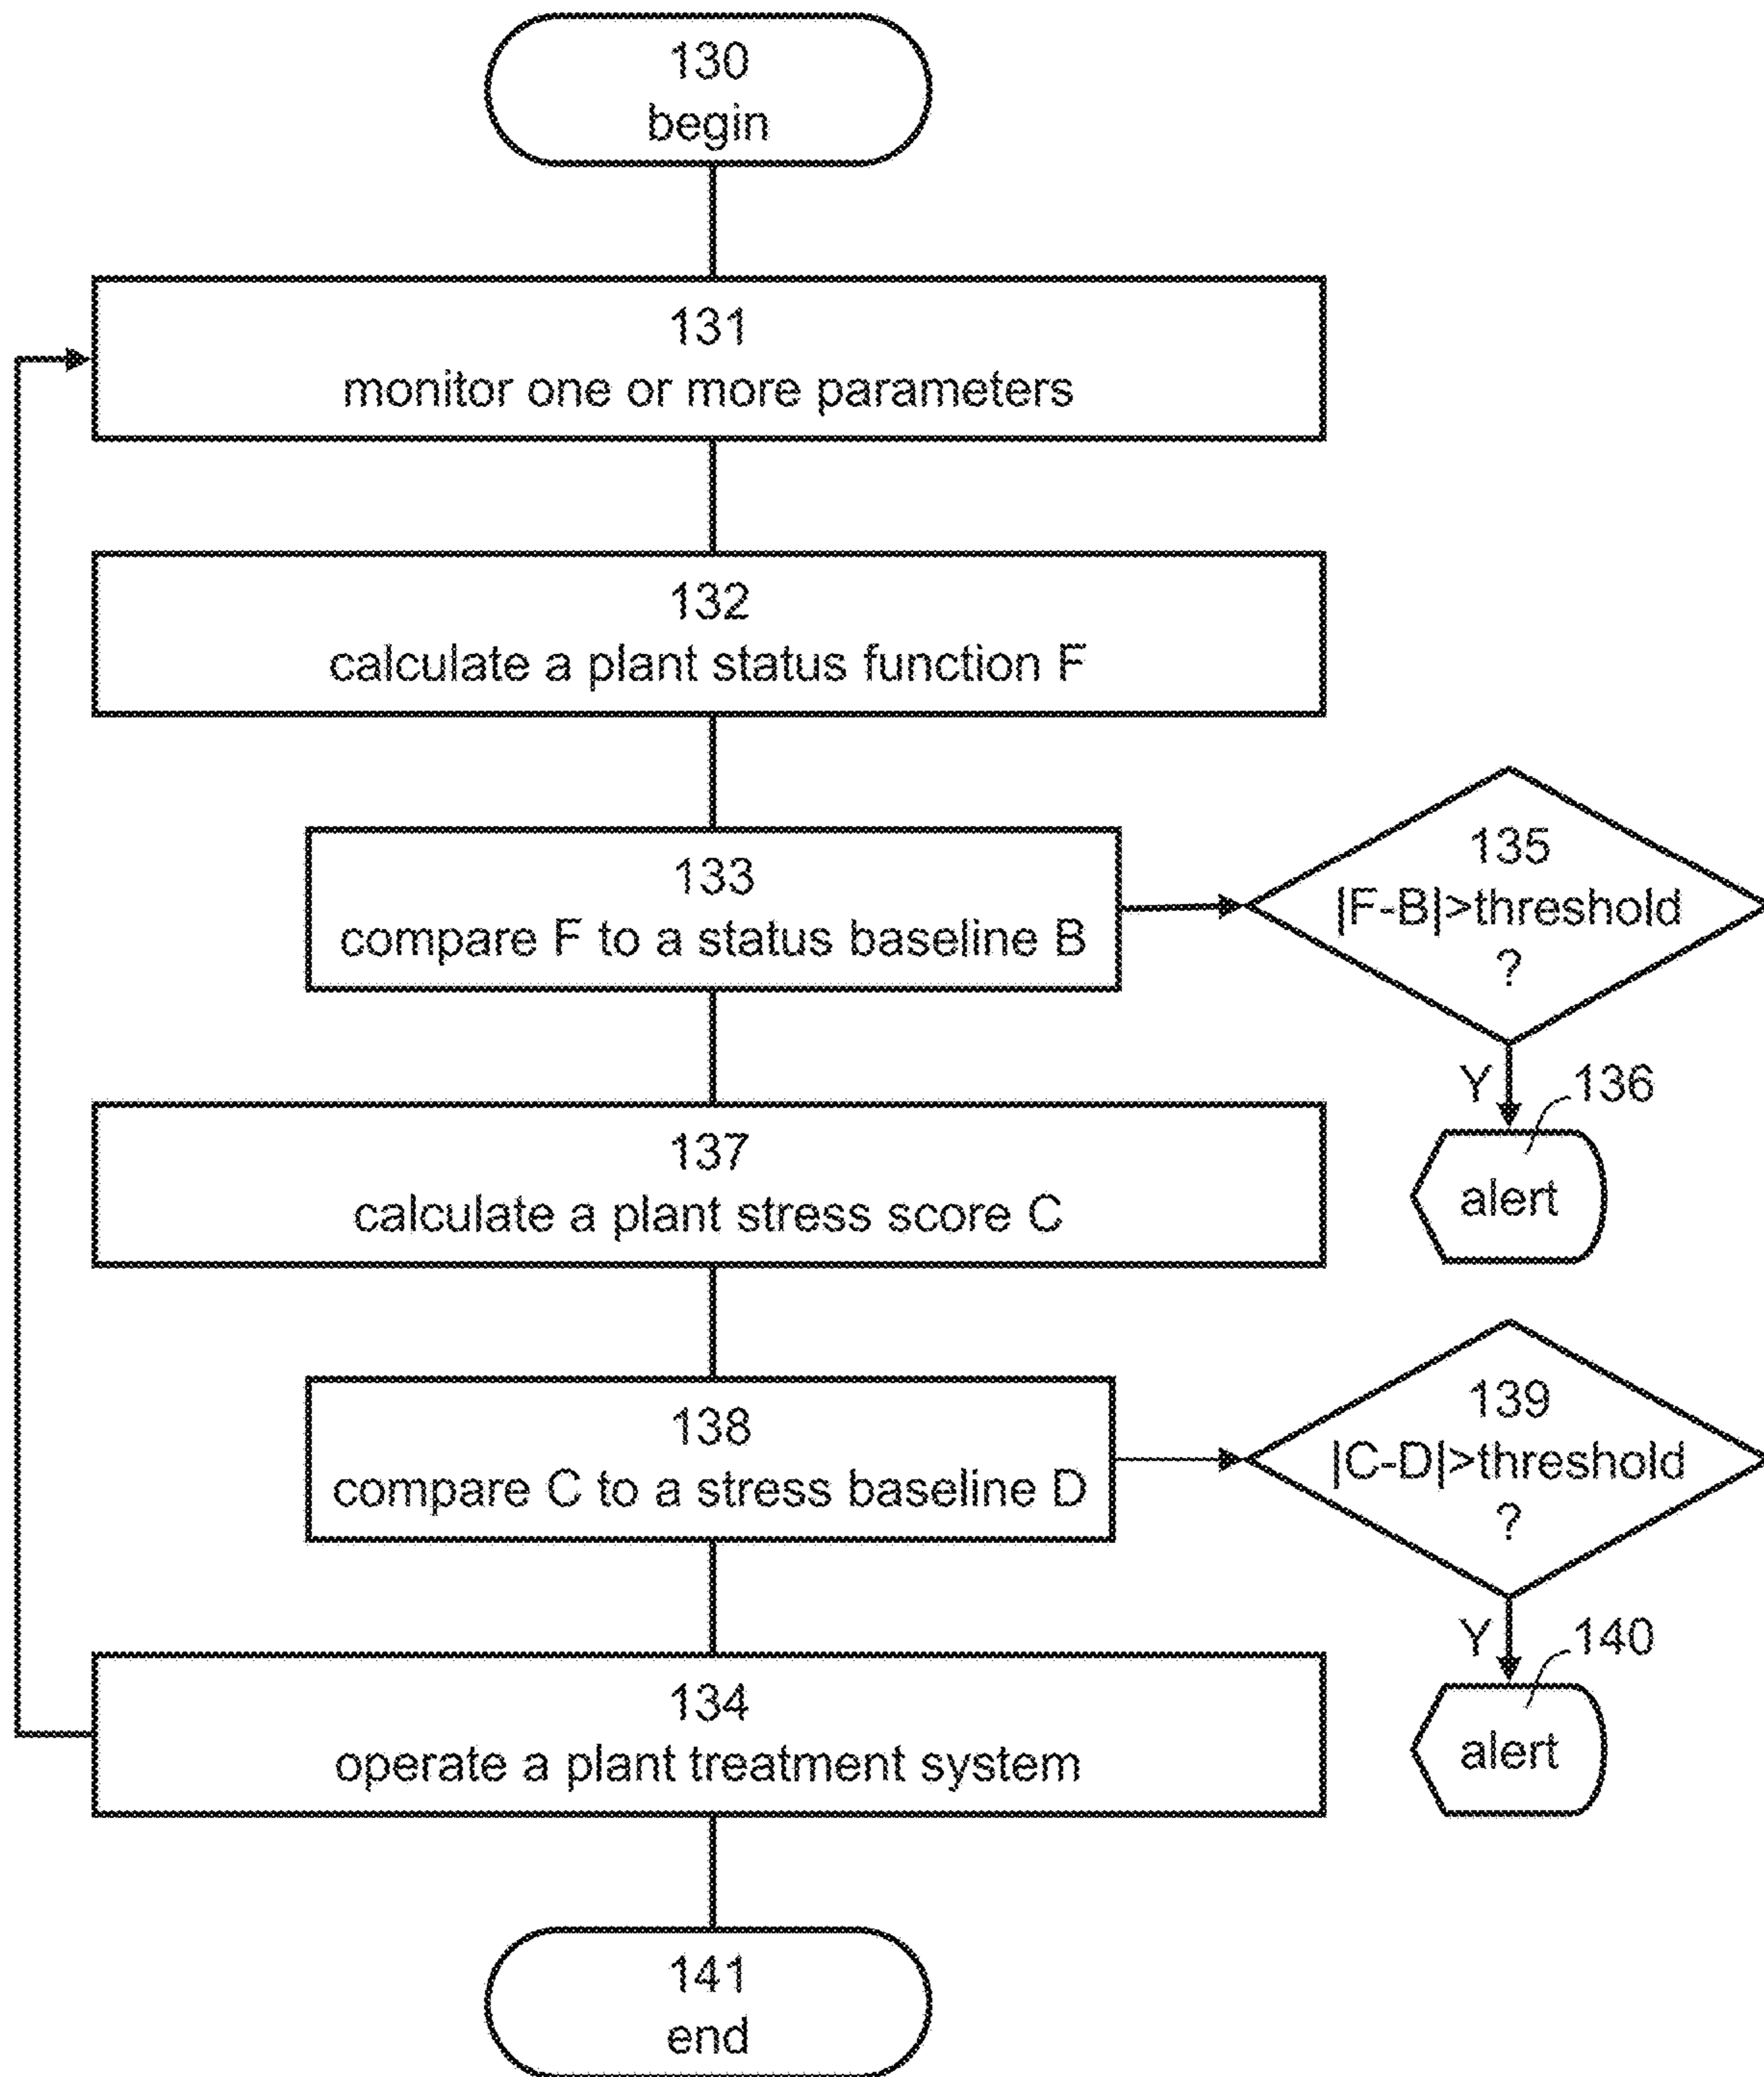 130
begin
131
monitor one or more parameters
132
calculate a plant status function F
133
compare F to a status baseline B
135
|F-B|>threshold
?
Y
136
alert
137
calculate a plant stress score C
138
compare C to a stress baseline D
139
|C-D|>threshold
?
Y
140
alert
134
operate a plant treatment system
141
end